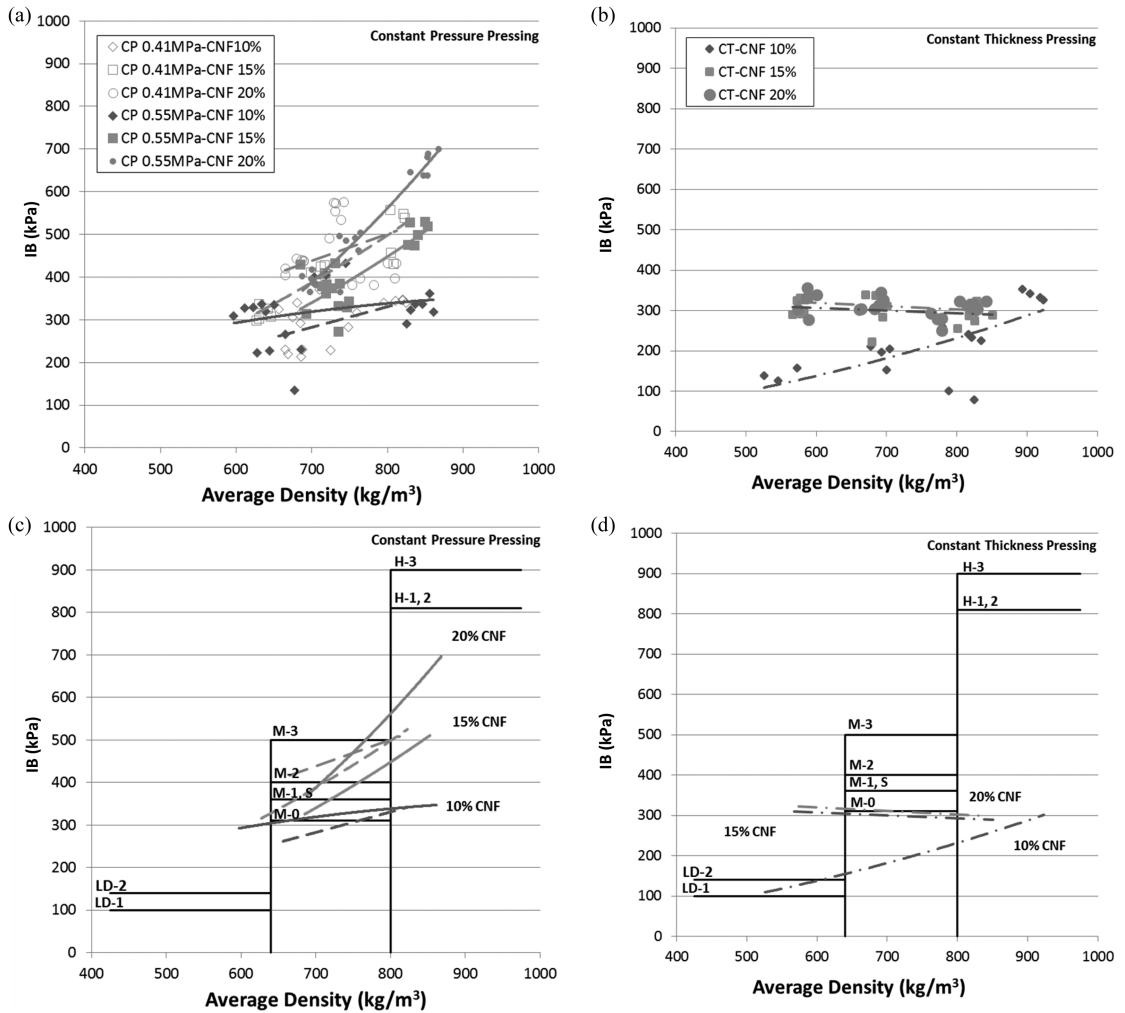 (a)
Constant Pressure Pressing
CP 0.41MPa-CNF10%
CP 0.41MPa-CNF 15%
CP 0.41MPa-CNF 20%
CP 0.55MPa-CNF 10%
CP 0.55MPa-CNF 15%
CP 0.55MPa-CNF 20%
IB (kPa)
1000
900
800
700
600
500
400
300
200
100
0
400 500 600 700 800 900 1000
Average Density (kg/m³)
(b)
Constant Thickness Pressing
CT-CNF 10%
CT-CNF 15%
CT-CNF 20%
IB (kPa)
1000
900
800
700
600
500
400
300
200
100
0
400 500 600 700 800 900 1000
Average Density (kg/m³)
(c)
Constant Pressure Pressing
IB (kPa)
1000
900
800
700
600
500
400
300
200
100
0
H-3
H-1, 2
20% CNF
M-3
15% CNF
M-2
M-1, S
M-0
10% CNF
LD-2
LD-1
400 500 600 700 800 900 1000
Average Density (kg/m³)
(d)
Constant Thickness Pressing
IB (kPa)
1000
900
800
700
600
500
400
300
200
100
0
H-3
H-1, 2
M-3
M-2
M-1, S
M-0
20% CNF
15% CNF
10% CNF
LD-2
LD-1
400 500 600 700 800 900 1000
Average Density (kg/m³)